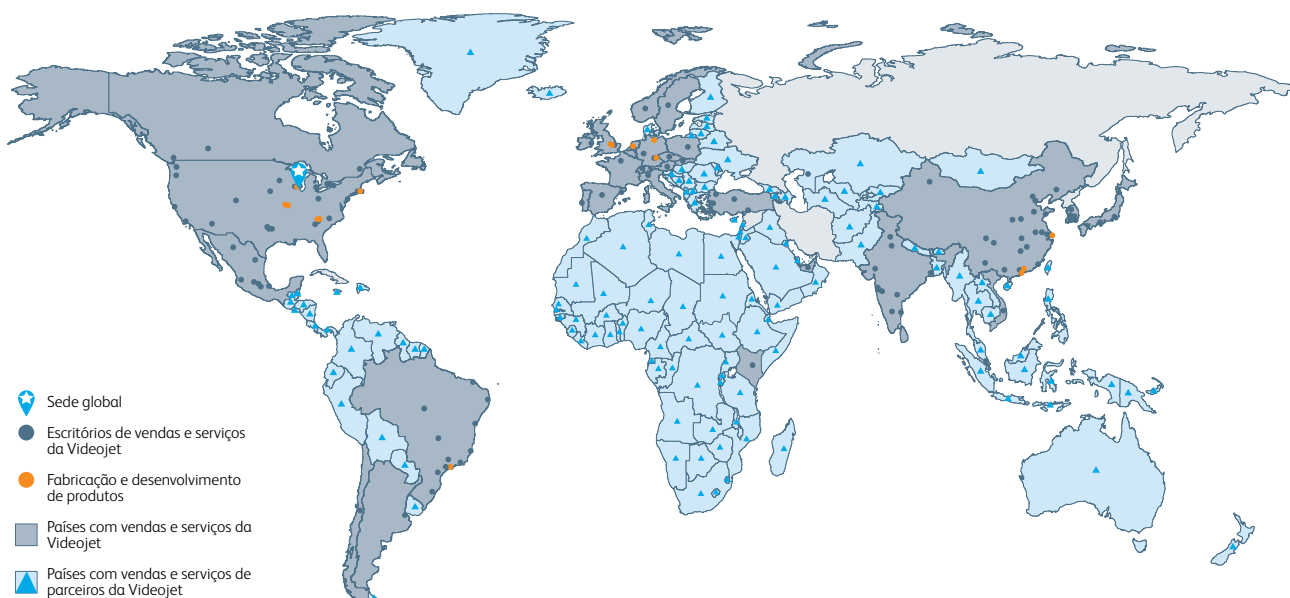 Sede global
Escritórios de vendas e serviços
da Videojet
Fabricação e desenvolvimento
de produtos
Países com vendas e serviços da
Videojet
Países com vendas e serviços de
parceiros da Videojet